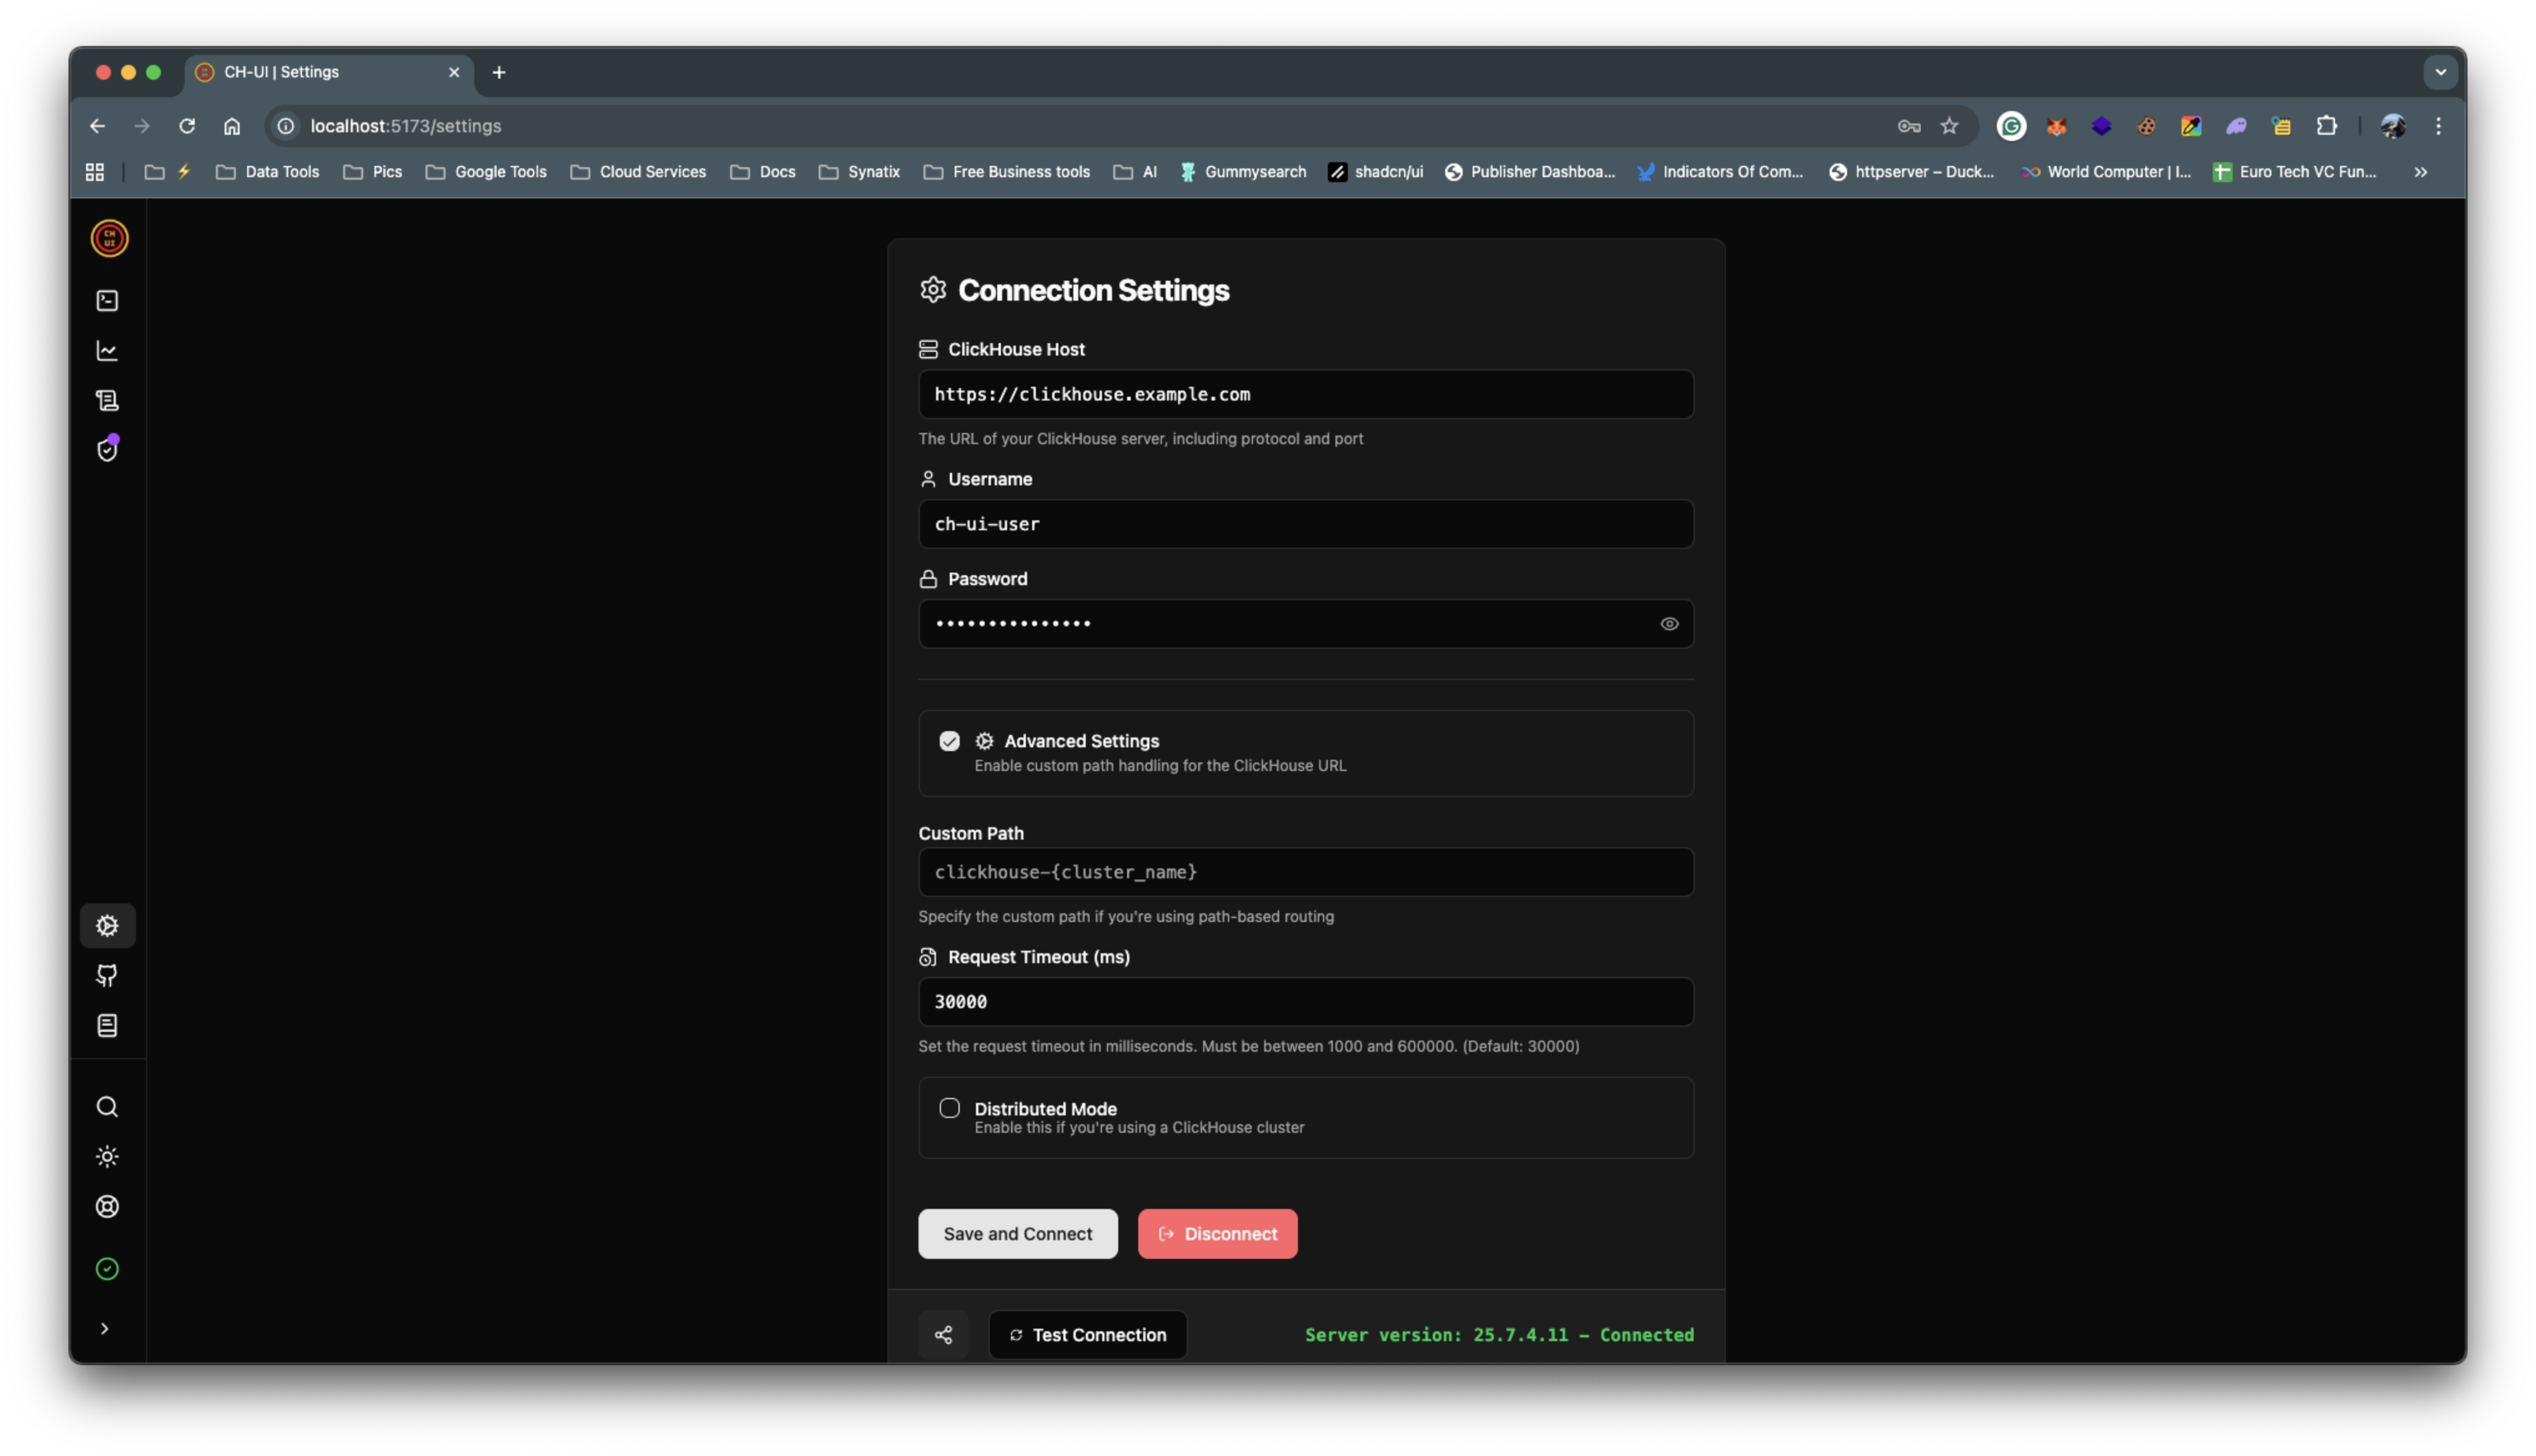 CH-UI | Settings
localhost:5173/settings
Data Tools
Pics
Google Tools
Cloud Services
Docs
Synatix
Free Business tools
AI
Gummysearch
shadcn/ui
Publisher Dashboa...
Indicators Of Com...
httpserver – Duck...
World Computer | I...
Euro Tech VC Fun...
CH
UI
Connection Settings
ClickHouse Host
https://clickhouse.example.com
The URL of your ClickHouse server, including protocol and port
Username
ch-ui-user
Password
Advanced Settings
Enable custom path handling for the ClickHouse URL
Custom Path
clickhouse-{cluster_name}
Specify the custom path if you're using path-based routing
Request Timeout (ms)
30000
Set the request timeout in milliseconds. Must be between 1000 and 600000. (Default: 30000)
Distributed Mode
Enable this if you're using a ClickHouse cluster
Save and Connect
Disconnect
Test Connection
Server version: 25.7.4.11 – Connected